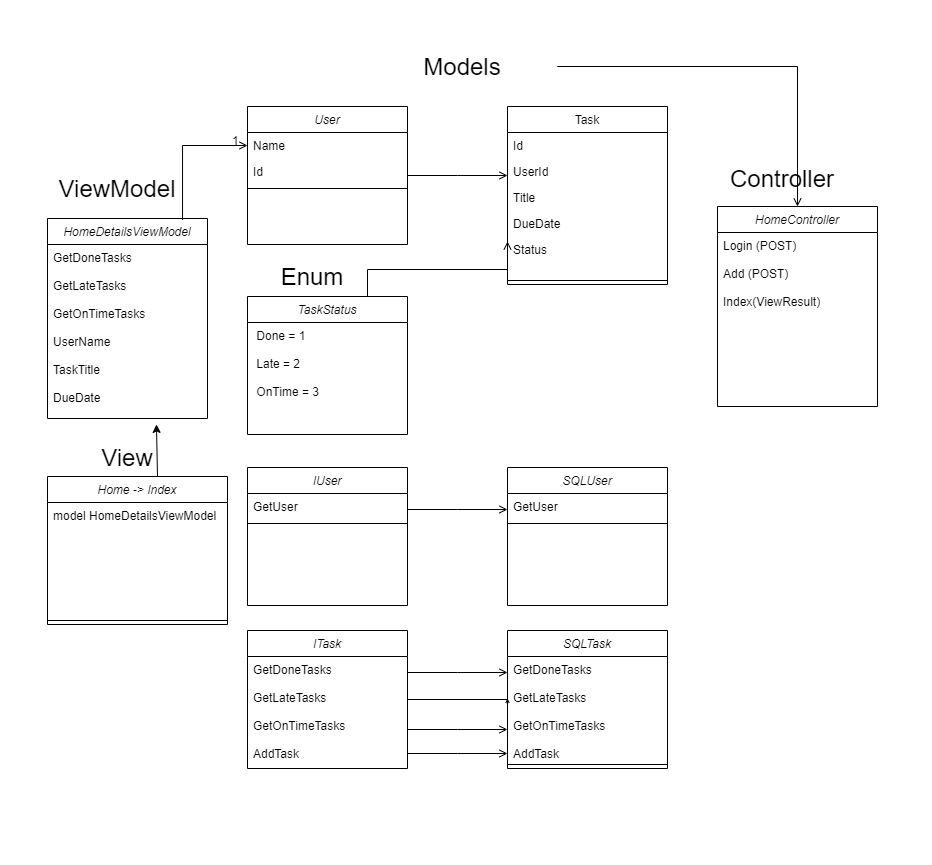 Models
User
1
Name
Id
Task
Id
UserId
Title
DueDate
Status
ViewModel
HomeDetailsViewModel
GetDoneTasks
GetLateTasks
GetOnTimeTasks
UserName
TaskTitle
DueDate
Enum
TaskStatus
Done = 1
Late = 2
OnTime = 3
Controller
HomeController
Login (POST)
Add (POST)
Index(ViewResult)
View
Home -> Index
model HomeDetailsViewModel
IUser
GetUser
SQLUser
GetUser
ITask
GetDoneTasks
GetLateTasks
GetOnTimeTasks
AddTask
SQLTask
GetDoneTasks
GetLateTasks
GetOnTimeTasks
AddTask